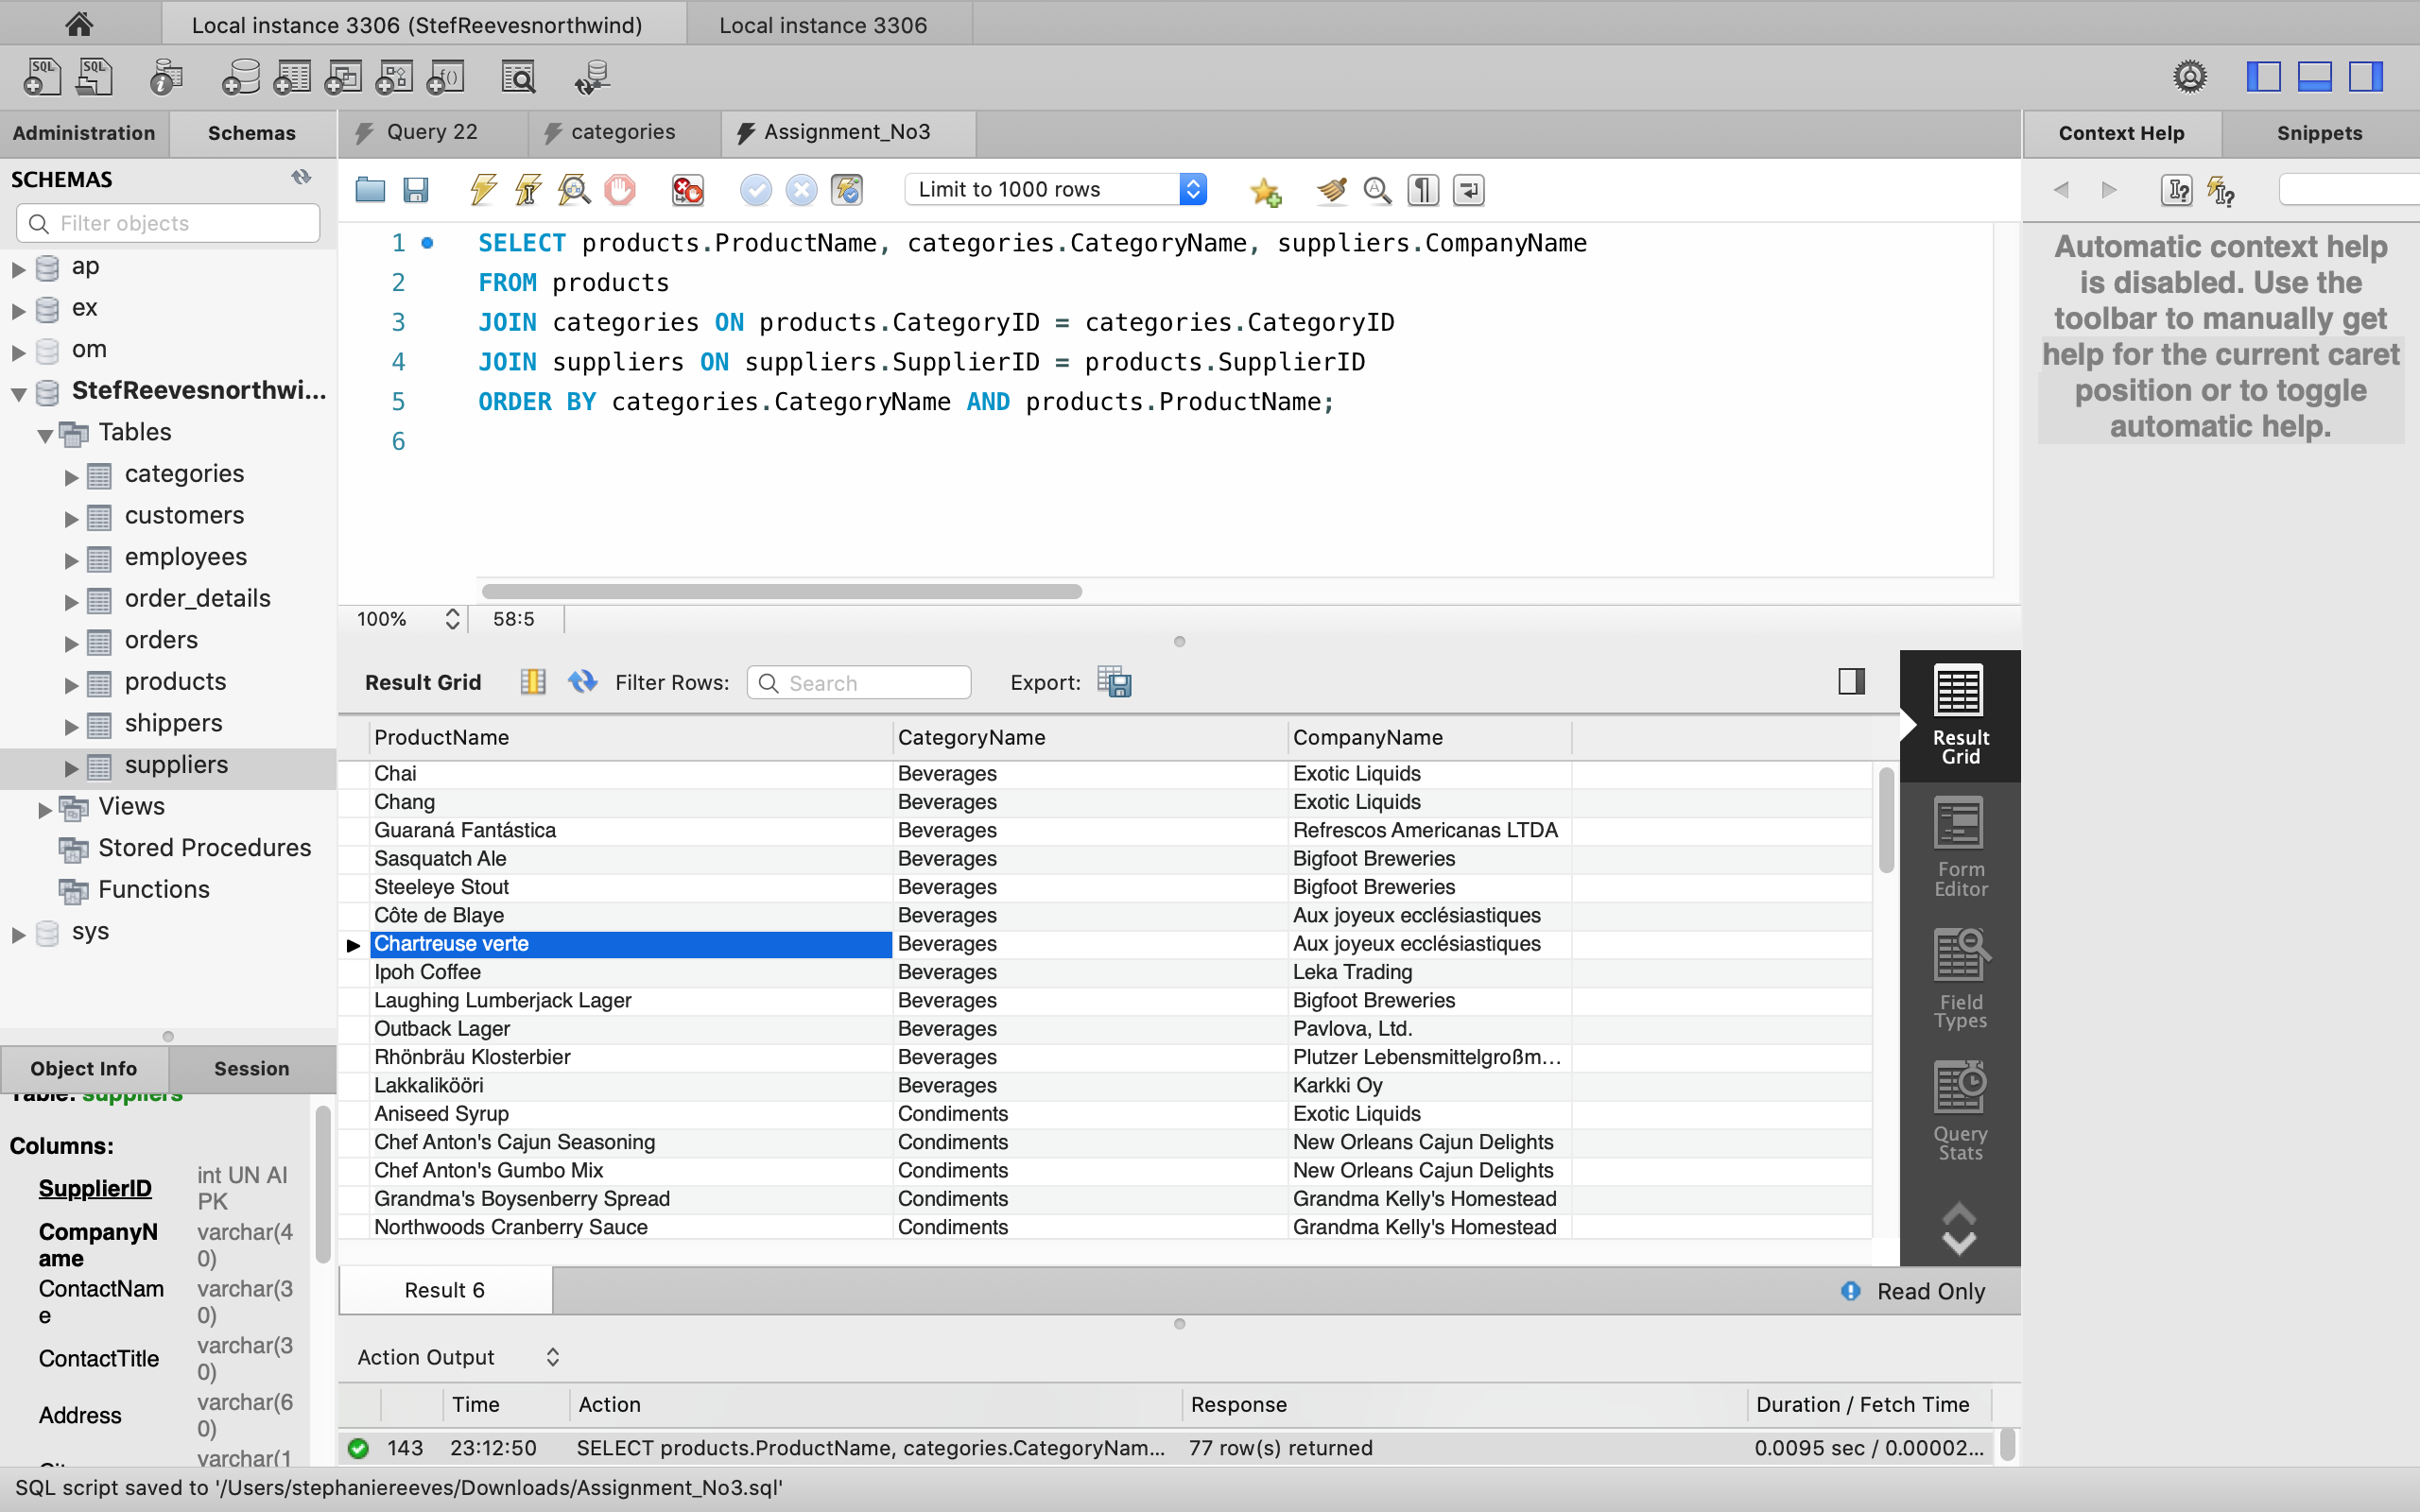 Local instance 3306 (StefReevesnorthwind)
Local instance 3306
Administration
Schemas
Query 22
categories
Assignment_No3
Context Help
Snippets
SCHEMAS
Filter objects
Limit to 1000 rows
ap
ex
om
StefReevesnorthwi...
Tables
categories
customers
employees
order_details
orders
products
shippers
suppliers
Views
Stored Procedures
Functions
sys
1 SELECT products.ProductName, categories.CategoryName, suppliers.CompanyName
2 FROM products
3 JOIN categories ON products.CategoryID = categories.CategoryID
4 JOIN suppliers ON suppliers.SupplierID = products.SupplierID
5 ORDER BY categories.CategoryName AND products.ProductName;
6
Automatic context help
is disabled. Use the
toolbar to manually get
help for the current caret
position or to toggle
automatic help.
100%
58:5
Result Grid
Filter Rows:
Search
Export:
ProductName CategoryName CompanyName
Chai Beverages Exotic Liquids
Chang Beverages Exotic Liquids
Guaraná Fantástica Beverages Refrescos Americanas LTDA
Sasquatch Ale Beverages Bigfoot Breweries
Steeleye Stout Beverages Bigfoot Breweries
Côte de Blaye Beverages Aux joyeux ecclésiastiques
Chartreuse verte Beverages Aux joyeux ecclésiastiques
Ipoh Coffee Beverages Leka Trading
Laughing Lumberjack Lager Beverages Bigfoot Breweries
Outback Lager Beverages Pavlova, Ltd.
Rhönbräu Klosterbier Beverages Plutzer Lebensmittelgroßm...
Lakkalikööri Beverages Karkki Oy
Aniseed Syrup Condiments Exotic Liquids
Chef Anton's Cajun Seasoning Condiments New Orleans Cajun Delights
Chef Anton's Gumbo Mix Condiments New Orleans Cajun Delights
Grandma's Boysenberry Spread Condiments Grandma Kelly's Homestead
Northwoods Cranberry Sauce Condiments Grandma Kelly's Homestead
Result
Grid
Form
Editor
Field
Types
Query
Stats
Object Info
Session
Table: suppliers
Columns:
SupplierID int UN AI
PK
CompanyN varchar(4
ame 0)
ContactNam varchar(3
e 0)
ContactTitle varchar(3
0)
Address varchar(6
0)
varchar(1
Result 6
Read Only
Action Output
Time Action Response Duration / Fetch Time
143 23:12:50 SELECT products.ProductName, categories.CategoryNam... 77 row(s) returned 0.0095 sec / 0.00002...
SQL script saved to '/Users/stephaniereeves/Downloads/Assignment_No3.sql'